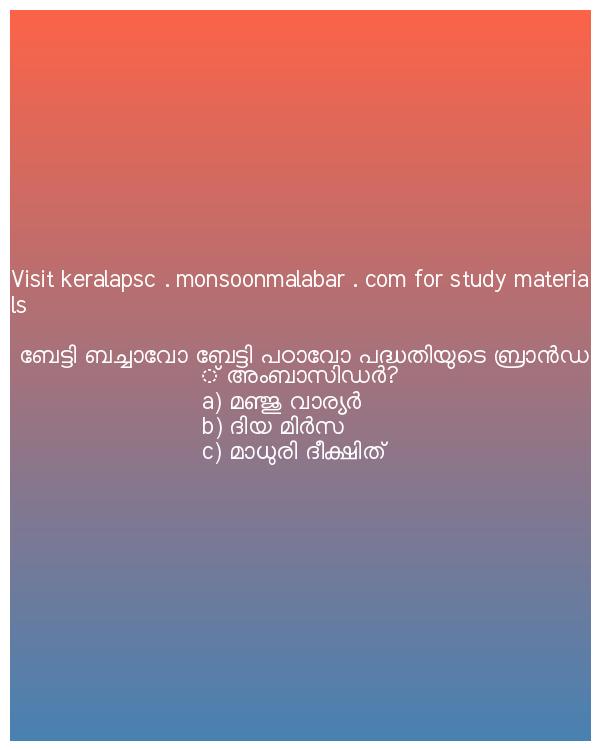 Visit keralapsc . monsoonmalabar . com for study materia
ls
ബേട്ടി ബച്ചാവോ ബേട്ടി പഠാവോ പദ്ധതിയുടെ ബ്രാൻഡ
് അംബാസിഡർ?
a) മഞ്ജു വാര്യർ
b) ദിയ മിർസ
c) മാധുരി ദീക്ഷിത്